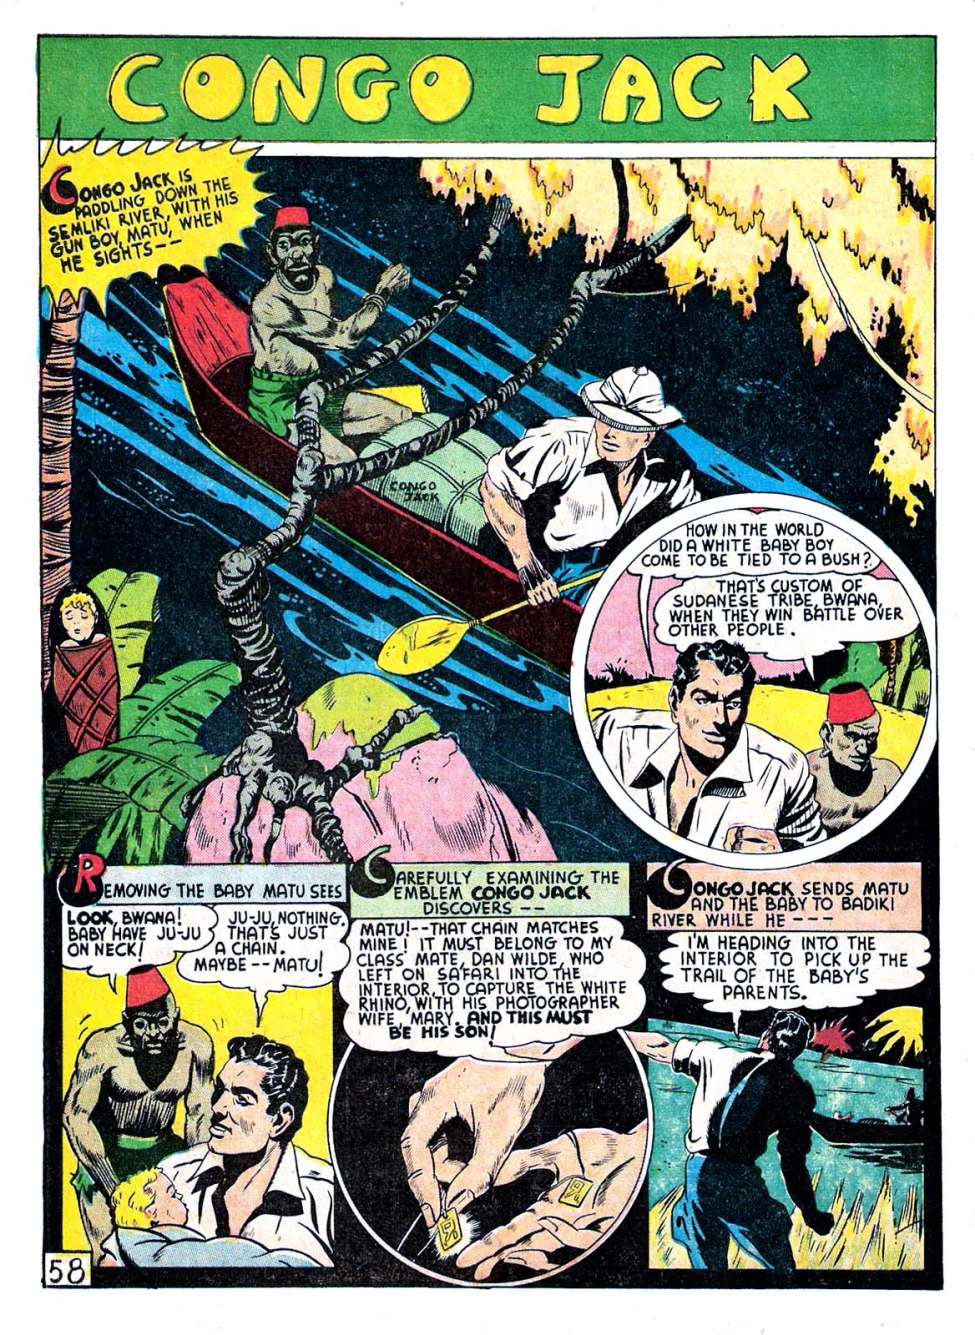 CONGO JACK
CONGO JACK IS
PADDLING DOWN THE
SEMLIKI RIVER, WITH HIS
GUN BOY, MATU, WHEN
HE SIGHTS--
CONGO
JACK
HOW IN THE WORLD
DID A WHITE BABY BOY
COME TO BE TIED TO A BUSH?
THAT'S CUSTOM OF
SUDANESE TRIBE, BWANA,
WHEN THEY WIN BATTLE OVER
OTHER PEOPLE.
REMOVING THE BABY MATU SEES
LOOK, BWANA!
BABY HAVE JU-JU
ON NECK!
JU-JU, NOTHING,
THAT'S JUST
A CHAIN.
MAYBE--MATU!
CAREFULLY EXAMINING THE
EMBLEM CONGO JACK
DISCOVERS--
MATU!--THAT CHAIN MATCHES
MINE! IT MUST BELONG TO MY
CLASS MATE, DAN WILDE, WHO
LEFT ON SAFARI INTO THE
INTERIOR, TO CAPTURE THE WHITE
RHINO, WITH HIS PHOTOGRAPHER
WIFE, MARY. AND THIS MUST
BE HIS SON!
CONGO JACK SENDS MATU
AND THE BABY TO BADIKI
RIVER WHILE HE ---
I'M HEADING INTO THE
INTERIOR TO PICK UP THE
TRAIL OF THE BABY'S
PARENTS.
58